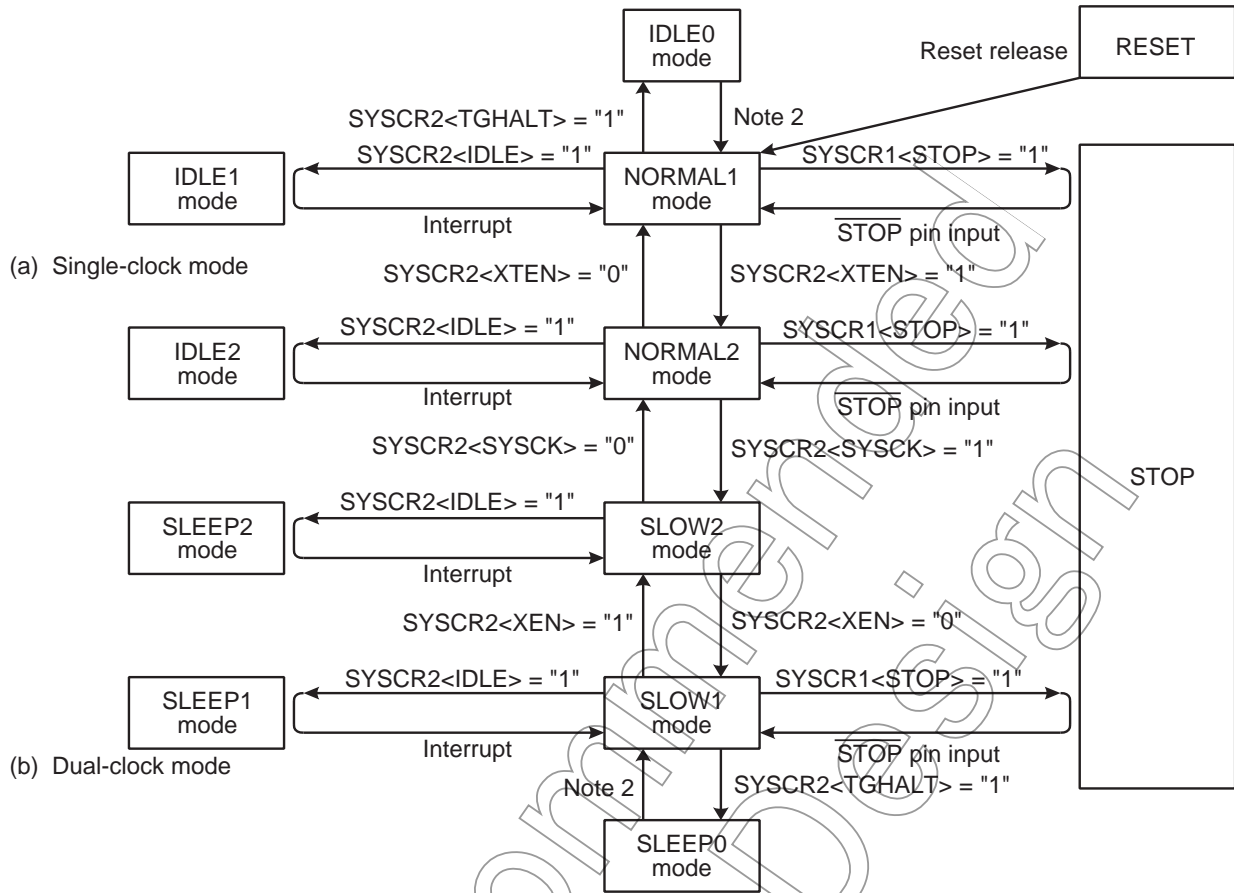 IDLE0
mode
Reset release
RESET
SYSCR2<TGHALT> = "1"
Note 2
SYSCR2<IDLE> = "1"
SYSCR1<STOP> = "1"
IDLE1
mode
NORMAL1
mode
Interrupt
STOP pin input
(a) Single-clock mode
SYSCR2<XTEN> = "0"
SYSCR2<XTEN> = "1"
SYSCR2<IDLE> = "1"
SYSCR1<STOP> = "1"
IDLE2
mode
NORMAL2
mode
Interrupt
STOP pin input
SYSCR2<SYSCK> = "0"
SYSCR2<SYSCK> = "1"
STOP
SYSCR2<IDLE> = "1"
SLEEP2
mode
SLOW2
mode
Interrupt
SYSCR2<XEN> = "1"
SYSCR2<XEN> = "0"
SYSCR2<IDLE> = "1"
SYSCR1<STOP> = "1"
SLEEP1
mode
SLOW1
mode
Interrupt
STOP pin input
(b) Dual-clock mode
Note 2
SYSCR2<TGHALT> = "1"
SLEEP0
mode
ommended
Design